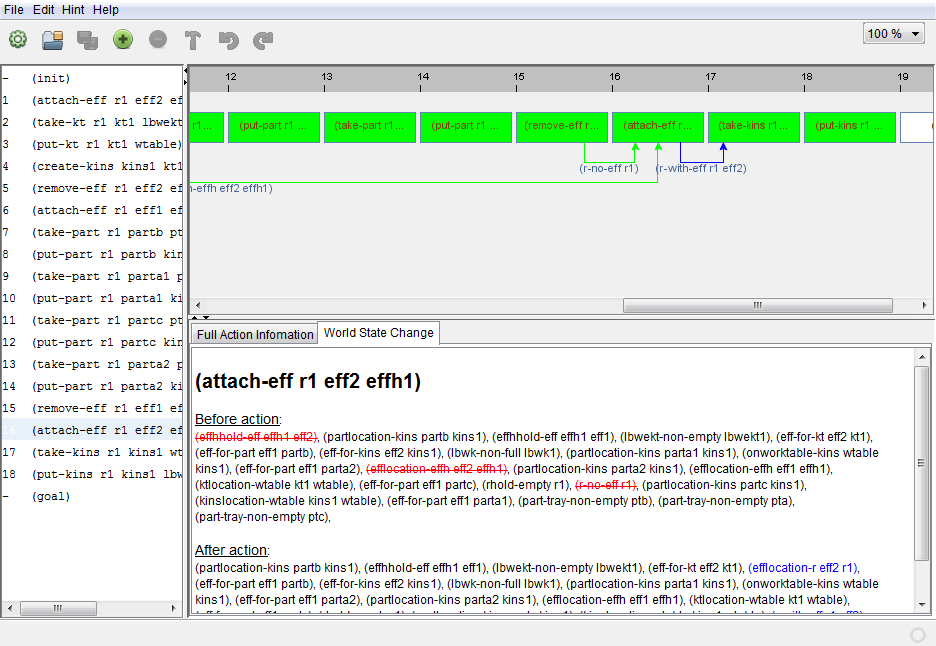 File Edit Hint Help
100 %
- (init)
1 (attach-eff r1 eff2 ef
2 (take-kt r1 kt1 lbwekt
3 (put-kt r1 kt1 wtable)
4 (create-kins kins1 kt1
5 (remove-eff r1 eff2 ef
6 (attach-eff r1 eff1 ef
7 (take-part r1 partb pt
8 (put-part r1 partb kin
9 (take-part r1 parta1 p
10 (put-part r1 parta1 ki
11 (take-part r1 partc pt
12 (put-part r1 partc kin
13 (take-part r1 parta2 p
14 (put-part r1 parta2 ki
15 (remove-eff r1 eff1 ef
16 (attach-eff r1 eff2 ef
17 (take-kins r1 kins1 wt
18 (put-kins r1 kins1 lbw
- (goal)
12 13 14 15 16 17 18 19
r1 ... (put-part r1 ... (take-part r1... (put-part r1 ... (remove-eff r... (attach-eff r... (take-kins r1... (put-kins r1... (
(r-no-eff r1) (r-with-eff r1 eff2)
n-effh eff2 effh1)
Full Action Infomation World State Change
(attach-eff r1 eff2 effh1)
Before action:
(effhhold-eff effh1 eff2), (partlocation-kins partb kins1), (effhhold-eff effh1 eff1), (lbwekt-non-empty lbwekt1), (eff-for-kt eff2 kt1),
(eff-for-part eff1 partb), (eff-for-kins eff2 kins1), (lbwk-non-full lbwk1), (partlocation-kins parta1 kins1), (onworktable-kins wtable
kins1), (eff-for-part eff1 parta2), (efflocation-effh eff2 effh1), (partlocation-kins parta2 kins1), (efflocation-effh eff1 effh1),
(ktlocation-wtable kt1 wtable), (eff-for-part eff1 partc), (rhold-empty r1), (r-no-eff r1), (partlocation-kins partc kins1),
(kinslocation-wtable kins1 wtable), (eff-for-part eff1 parta1), (part-tray-non-empty ptb), (part-tray-non-empty pta),
(part-tray-non-empty ptc),
After action:
(partlocation-kins partb kins1), (effhhold-eff effh1 eff1), (lbwekt-non-empty lbwekt1), (eff-for-kt eff2 kt1), (efflocation-r eff2 r1),
(eff-for-part eff1 partb), (eff-for-kins eff2 kins1), (lbwk-non-full lbwk1), (partlocation-kins parta1 kins1), (onworktable-kins wtable
kins1), (eff-for-part eff1 parta2), (partlocation-kins parta2 kins1), (efflocation-effh eff1 effh1), (ktlocation-wtable kt1 wtable),